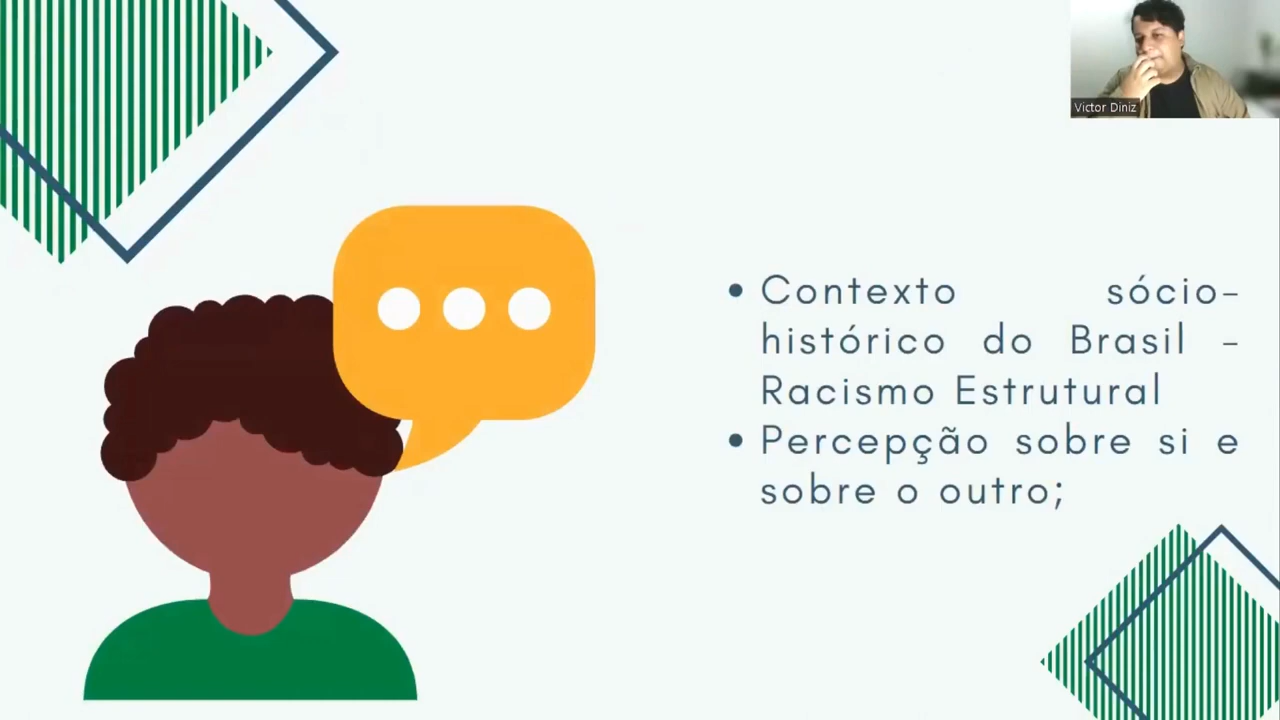 Victor Diniz
• Contexto sócio-
histórico do Brasil -
Racismo Estrutural
• Percepção sobre si e
sobre o outro;